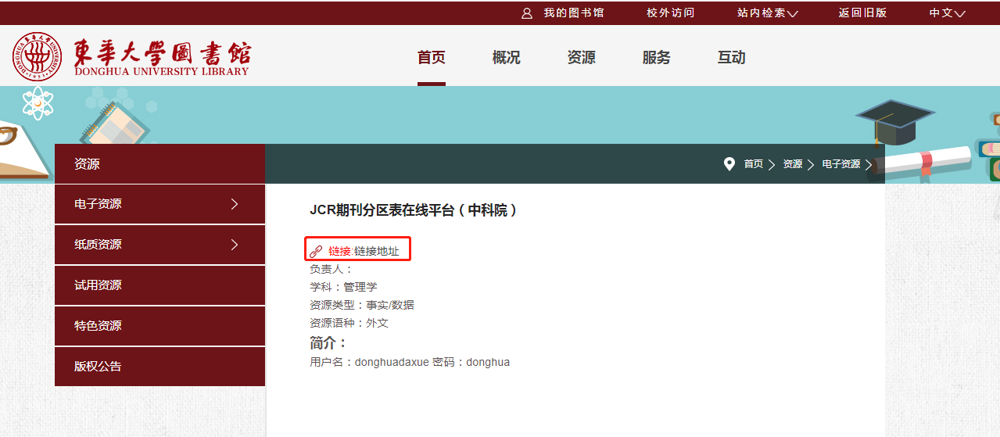 我的图书馆 校外访问 站内检索 返回旧版 中文
東華大學圖書館
DONGHUA UNIVERSITY LIBRARY
DONGHUA UNIVERSITY
1951
首页 概况 资源 服务 互动
资源
首页 资源 电子资源
电子资源
纸质资源
试用资源
特色资源
版权公告
JCR期刊分区表在线平台（中科院）
链接:链接地址
负责人：
学科：管理学
资源类型：事实/数据
资源语种：外文
简介：
用户名：donghuadaxue 密码：donghua